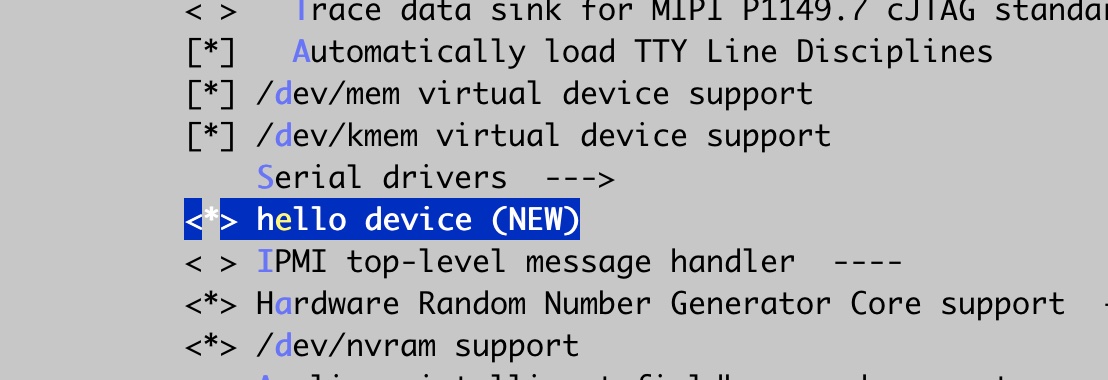 < >   Trace data sink for MIPI P1149.7 cJTAG standar
[*]   Automatically load TTY Line Disciplines
[*] /dev/mem virtual device support
[*] /dev/kmem virtual device support
    Serial drivers  --->
<*> hello device (NEW)
< > IPMI top-level message handler  ----
<*> Hardware Random Number Generator Core support  -
<*> /dev/nvram support